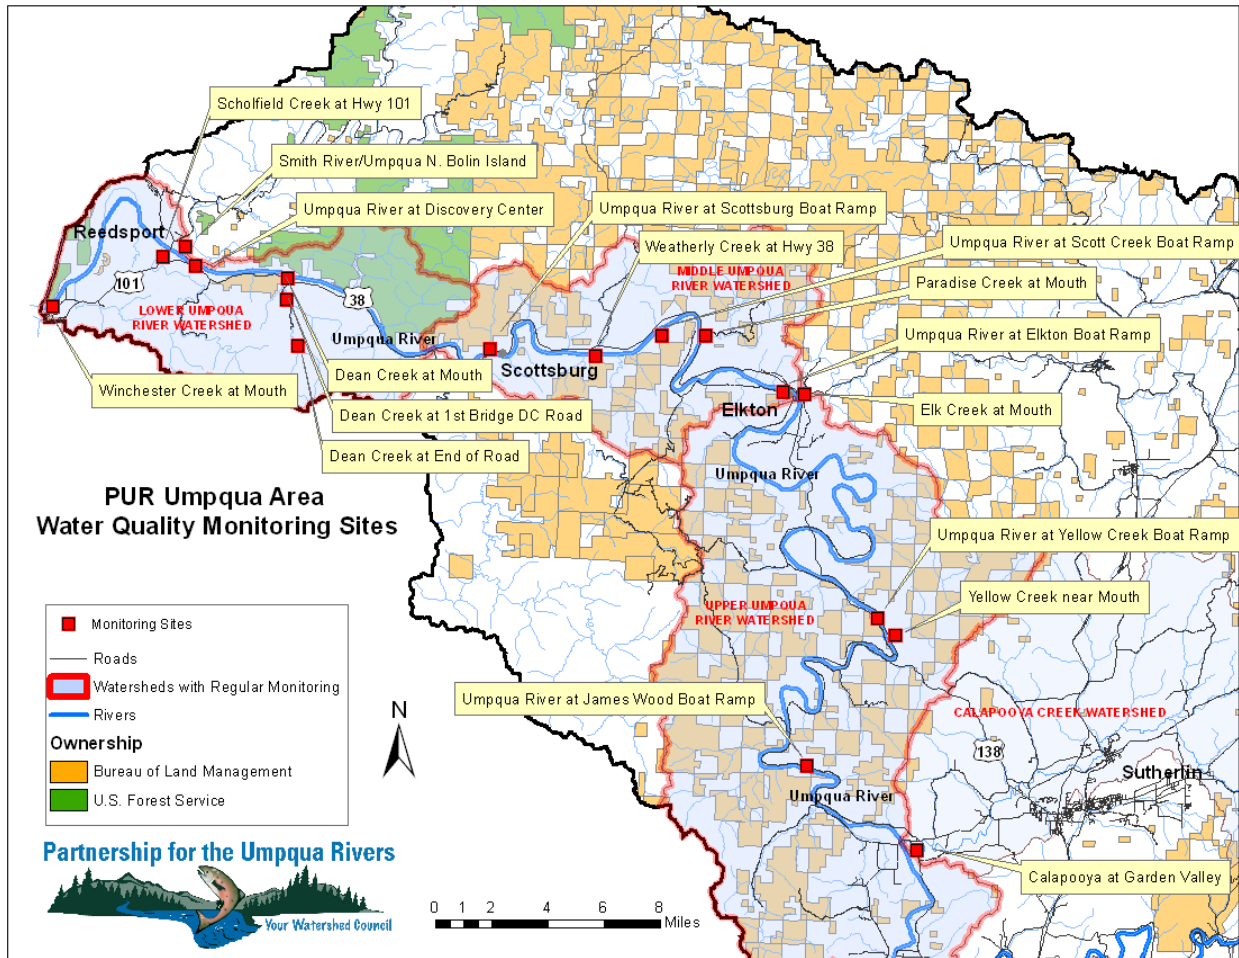 Scholfield Creek at Hwy 101
Smith River/Umpqua N. Bolin Island
Umpqua River at Discovery Center
Umpqua River at Scottsburg Boat Ramp
Weatherly Creek at Hwy 38
Umpqua River at Scott Creek Boat Ramp
Paradise Creek at Mouth
Umpqua River at Elkton Boat Ramp
Elk Creek at Mouth
Reedsport
101
LOWER UMPQUA
RIVER WATERSHED
38
Umpqua River
MIDDLE UMPQUA
RIVER WATERSHED
Scottsburg
Elkton
Winchester Creek at Mouth
Dean Creek at Mouth
Dean Creek at 1st Bridge DC Road
Dean Creek at End of Road
Umpqua River
PUR Umpqua Area
Water Quality Monitoring Sites
Umpqua River at Yellow Creek Boat Ramp
Yellow Creek near Mouth
UPPER UMPQUA
RIVER WATERSHED
Umpqua River at James Wood Boat Ramp
CALAPOOYA CREEK WATERSHED
138
Sutherlin
Umpqua River
Calapooya at Garden Valley
Monitoring Sites
Roads
Watersheds with Regular Monitoring
Rivers
Ownership
Bureau of Land Management
U.S. Forest Service
N
Partnership for the Umpqua Rivers
Your Watershed Council
0 2 4 6 8
Miles